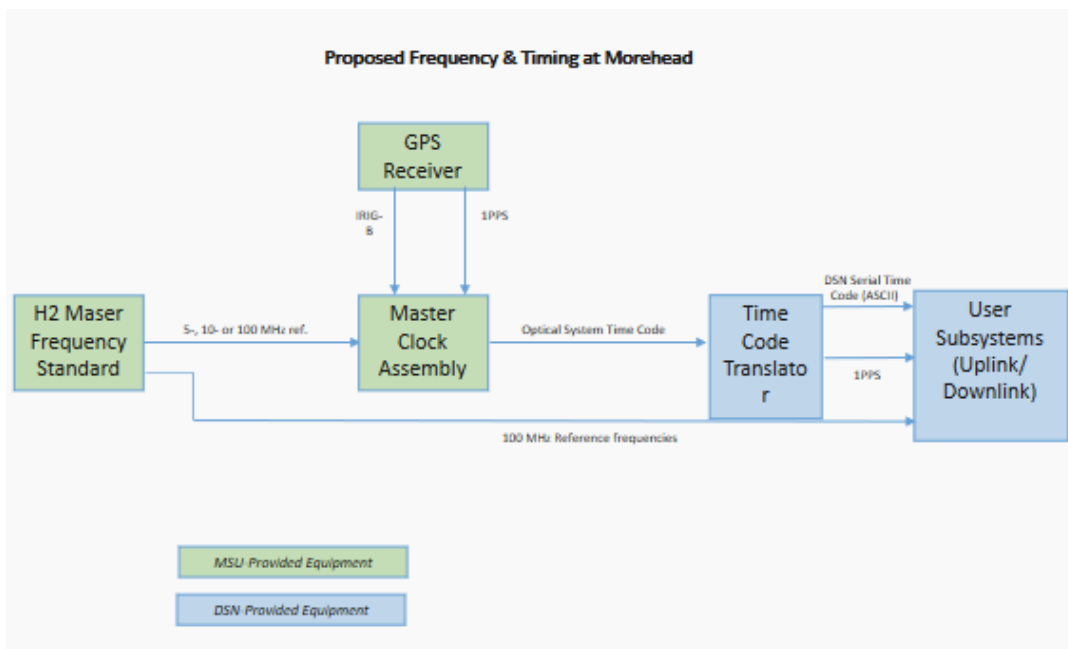 Proposed Frequency & Timing at Morehead
GPS
Receiver
IRIG-
B
1PPS
H2 Maser
Frequency
Standard
5-, 10- or 100 MHz ref.
Master
Clock
Assembly
Optical System Time Code
Time
Code
Translato
r
DSN Serial Time
Code (ASCII)
1PPS
User
Subsystems
(Uplink/
Downlink)
100 MHz Reference frequencies
MSU-Provided Equipment
DSN-Provided Equipment